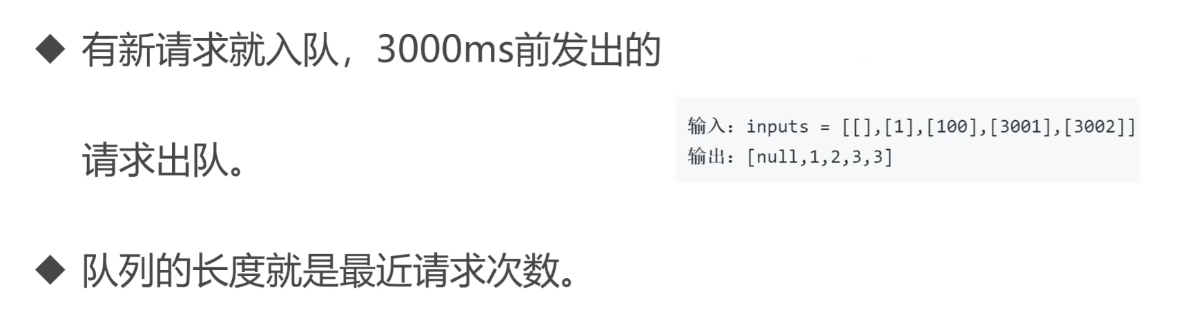 ◆ 有新请求就入队，3000ms前发出的
请求出队。
◆ 队列的长度就是最近请求次数。
输入：inputs = [[],[1],[100],[3001],[3002]]
输出：[null,1,2,3,3]